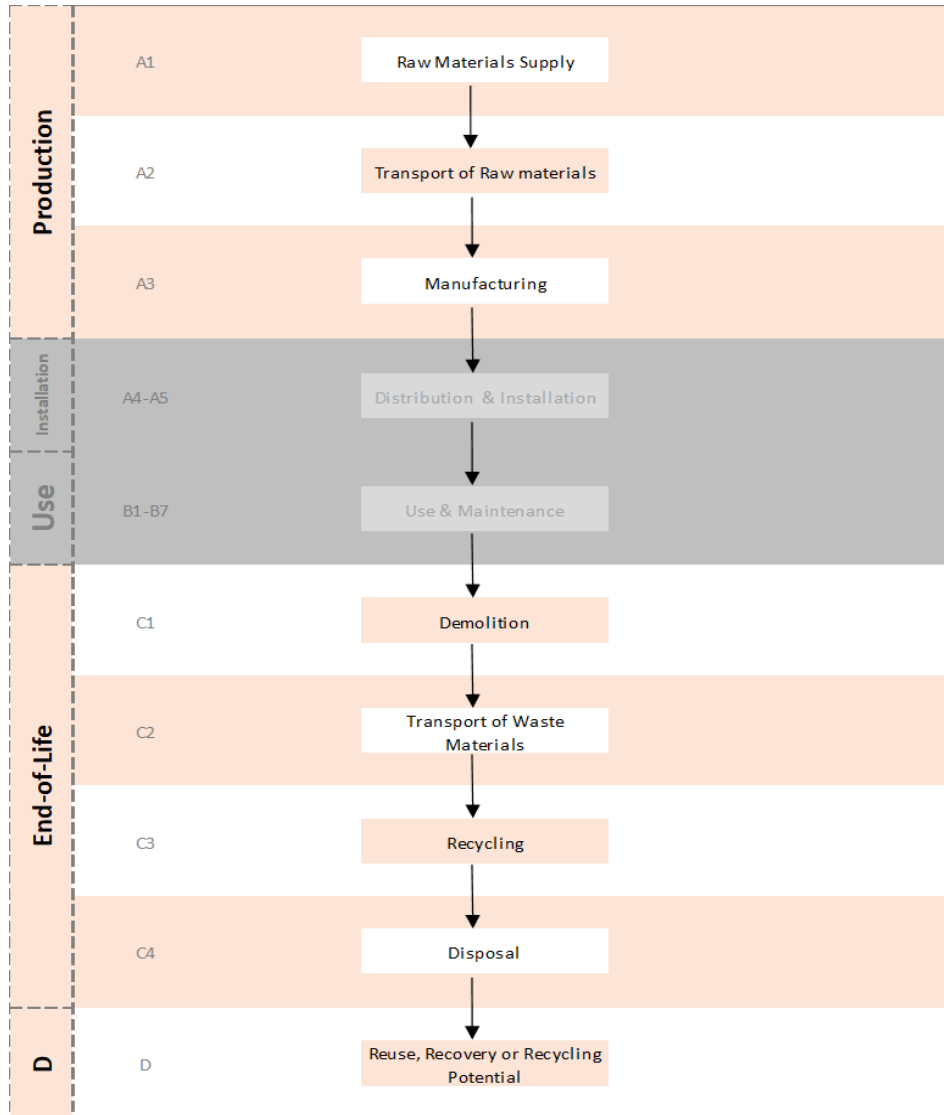 Production
A1
Raw Materials Supply
A2
Transport of Raw materials
A3
Manufacturing
Installation
A4-A5
Distribution & Installation
Use
B1-B7
Use & Maintenance
End-of-Life
C1
Demolition
C2
Transport of Waste
Materials
C3
Recycling
C4
Disposal
D
D
Reuse, Recovery or Recycling
Potential